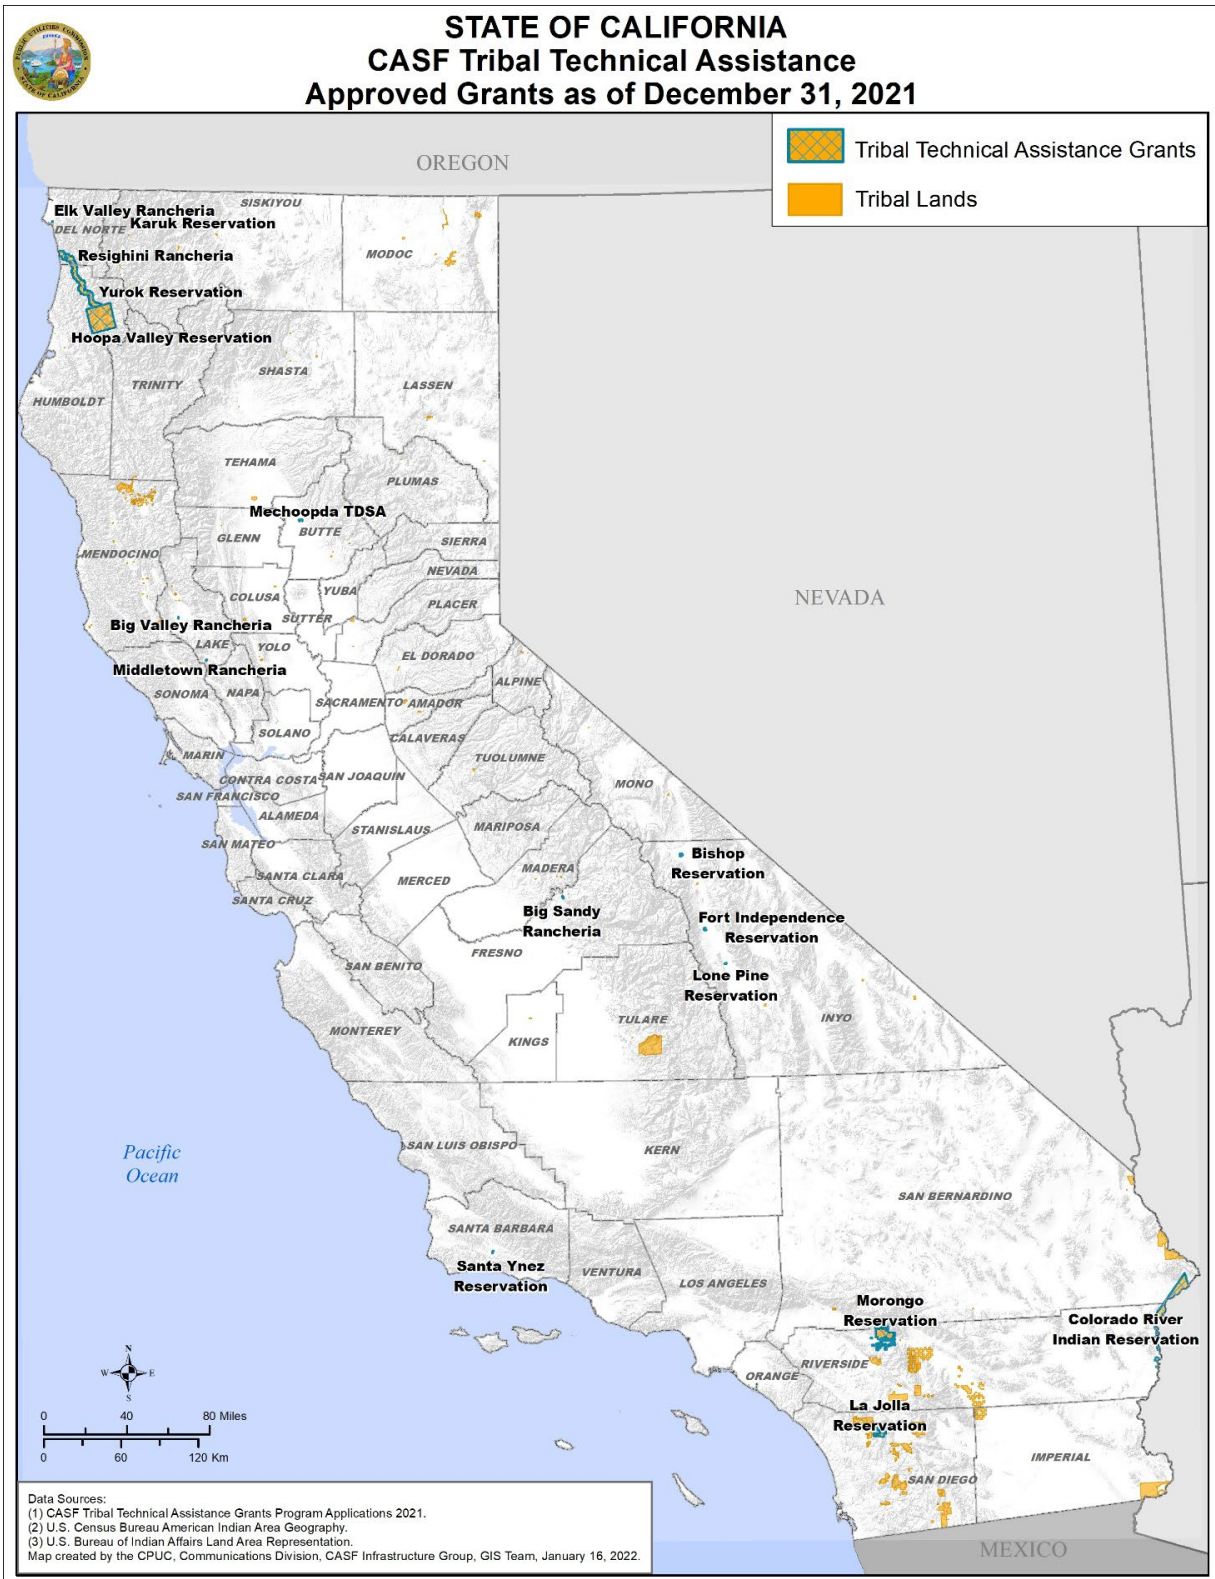 STATE OF CALIFORNIA
CASF Tribal Technical Assistance
Approved Grants as of December 31, 2021
Tribal Technical Assistance Grants
Tribal Lands
OREGON
SISKIYOU
Elk Valley Rancheria
Karuk Reservation
DEL NORTE
Resighini Rancheria
MODOC
Yurok Reservation
Hoopa Valley Reservation
SHASTA
TRINITY
LASSEN
HUMBOLDT
TEHAMA
PLUMAS
Mechoopda TDSA
BUTTE
GLENN
SIERRA
MENDOCINO
NEVADA
YUBA
COLUSA
NEVADA
PLACER
SUTTER
Big Valley Rancheria
LAKE
YOLO
EL DORADO
Middletown Rancheria
ALPINE
SONOMA
NAPA
SACRAMENTO
AMADOR
SOLANO
CALAVERAS
MARIN
TUOLUMNE
CONTRA COSTA
SAN JOAQUIN
MONO
SAN FRANCISCO
ALAMEDA
STANISLAUS
MARIPOSA
SAN MATEO
Bishop
Reservation
MADERA
SANTA CLARA
MERCED
SANTA CRUZ
Big Sandy
Rancheria
Fort Independence
Reservation
FRESNO
SAN BENITO
Lone Pine
Reservation
MONTEREY
TULARE
INYO
KINGS
Pacific
Ocean
SAN LUIS OBISPO
KERN
SAN BERNARDINO
SANTA BARBARA
Santa Ynez
Reservation
VENTURA
LOS ANGELES
Morongo
Reservation
Colorado River
Indian Reservation
RIVERSIDE
ORANGE
La Jolla
Reservation
IMPERIAL
SAN DIEGO
MEXICO
N
W E
S
0 40 80 Miles
0 60 120 Km
Data Sources:
(1) CASF Tribal Technical Assistance Grants Program Applications 2021.
(2) U.S. Census Bureau American Indian Area Geography.
(3) U.S. Bureau of Indian Affairs Land Area Representation.
Map created by the CPUC, Communications Division, CASF Infrastructure Group, GIS Team, January 16, 2022.